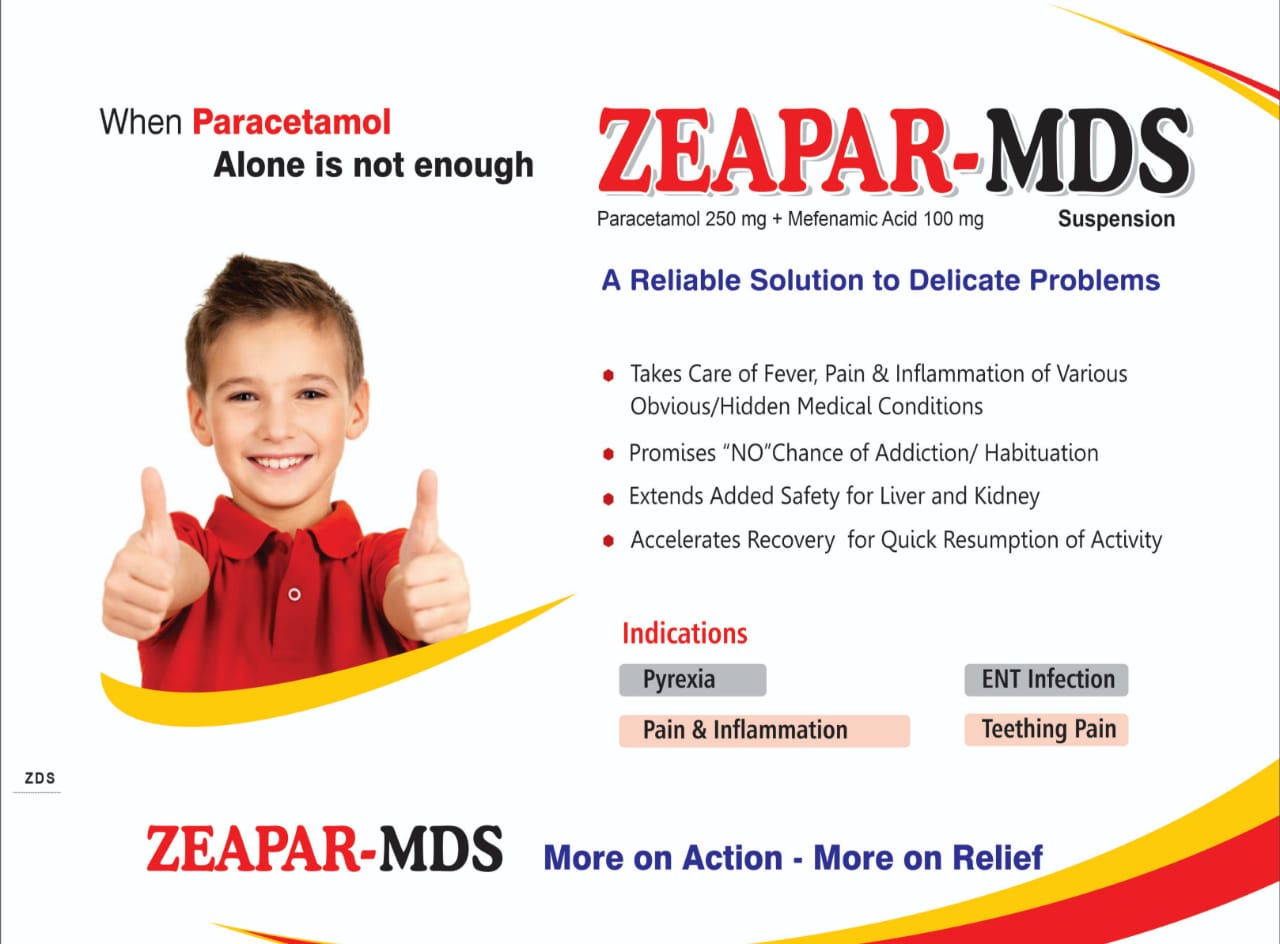 When Paracetamol
Alone is not enough
ZEAPAR-MDS
Paracetamol 250 mg + Mefenamic Acid 100 mg Suspension
A Reliable Solution to Delicate Problems
Takes Care of Fever, Pain & Inflammation of Various
Obvious/Hidden Medical Conditions
Promises “NO”Chance of Addiction/ Habituation
Extends Added Safety for Liver and Kidney
Accelerates Recovery for Quick Resumption of Activity
Indications
Pyrexia
ENT Infection
Pain & Inflammation
Teething Pain
ZDS
ZEAPAR-MDS More on Action - More on Relief